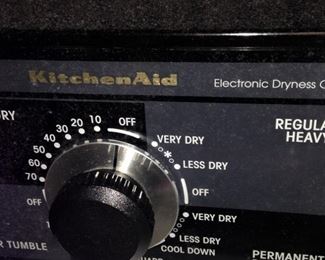 KitchenAid
Electronic Dryness
RY
10 OFF
20
30
40
50
60
70
OFF
VERY DRY
LESS DRY
OFF
VERY DRY
LESS DRY
COOL DOWN
REGULA
HEAVY
R TUMBLE
PERMANENT